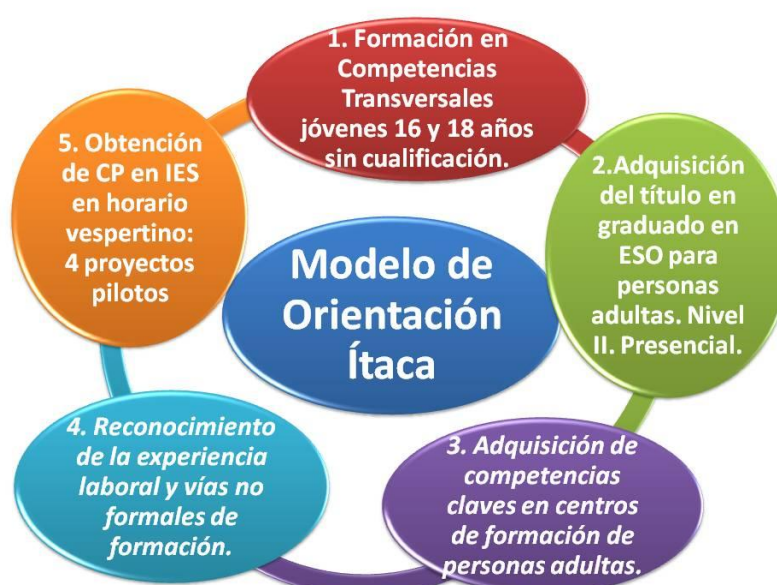 1. Formación en
Competencias
Transversales
jóvenes 16 y 18 años
sin cualificación.
2.Adquisición
del título en
graduado en
ESO para
personas
adultas. Nivel
II. Presencial.
3. Adquisición de
competencias
claves en centros
de formación de
personas adultas.
4. Reconocimiento
de la experiencia
laboral y vías no
formales de
formación.
5. Obtención
de CP en IES
en horario
vespertino:
4 proyectos
pilotos
Modelo de
Orientación
Ítaca